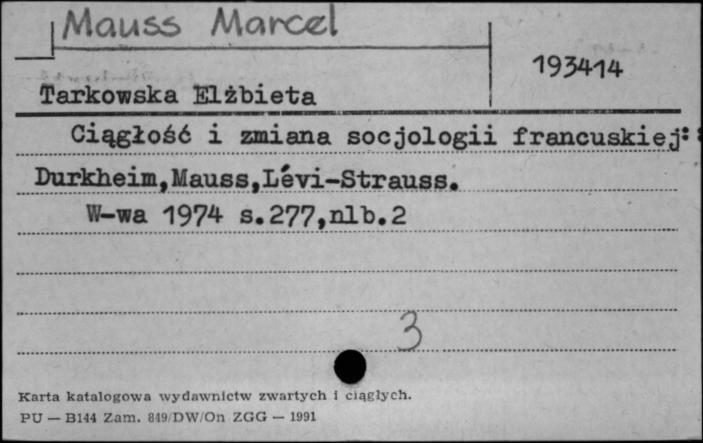 Mauss Marcel
193414
Tarkowska Elżbieta
Ciągłość i zmiana socjologii francuskiej:
Durkheim,Mauss,Lévi-Strauss.
W-wa 1974 s.277,nlb.2
3
Karta katalogowa wydawnictw zwartych i ciągłych.
PU — B144 Zam. 849/DW/On ZGG — 1991